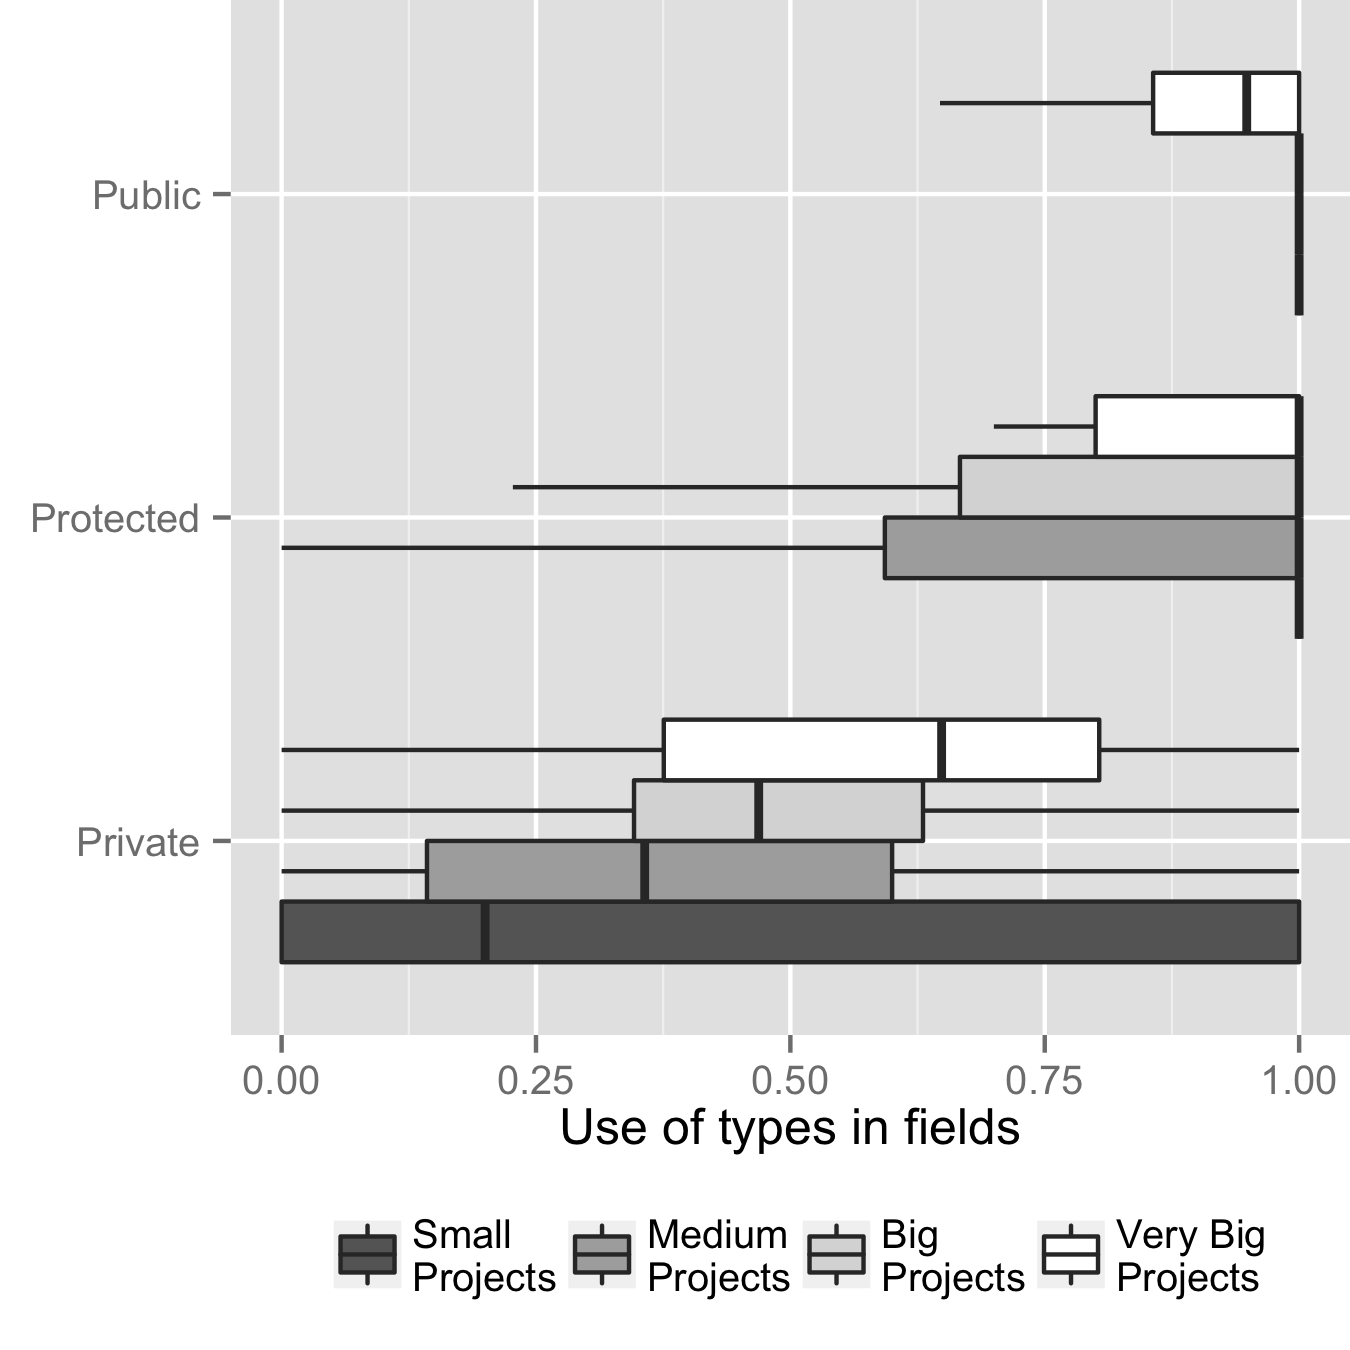 Public
Protected
Private
0.00 0.25 0.50 0.75 1.00
Use of types in fields
Small Medium Big Very Big
Projects Projects Projects Projects